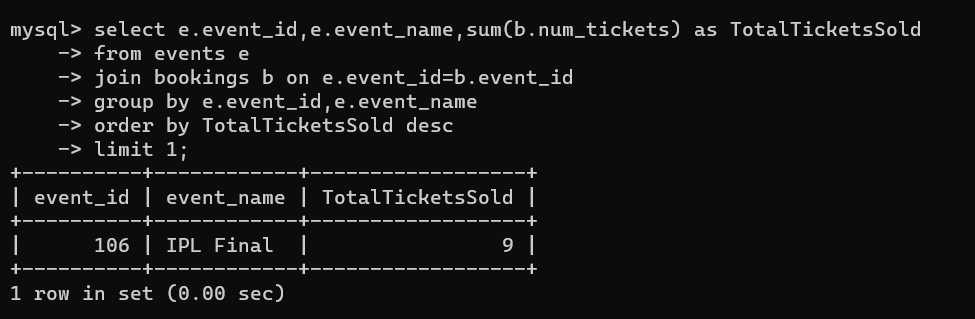 mysql> select e.event_id,e.event_name,sum(b.num_tickets) as TotalTicketsSold
    -> from events e
    -> join bookings b on e.event_id=b.event_id
    -> group by e.event_id,e.event_name
    -> order by TotalTicketsSold desc
    -> limit 1;
+----------+------------+------------------+
| event_id | event_name | TotalTicketsSold |
+----------+------------+------------------+
|      106 | IPL Final  |                9 |
+----------+------------+------------------+
1 row in set (0.00 sec)